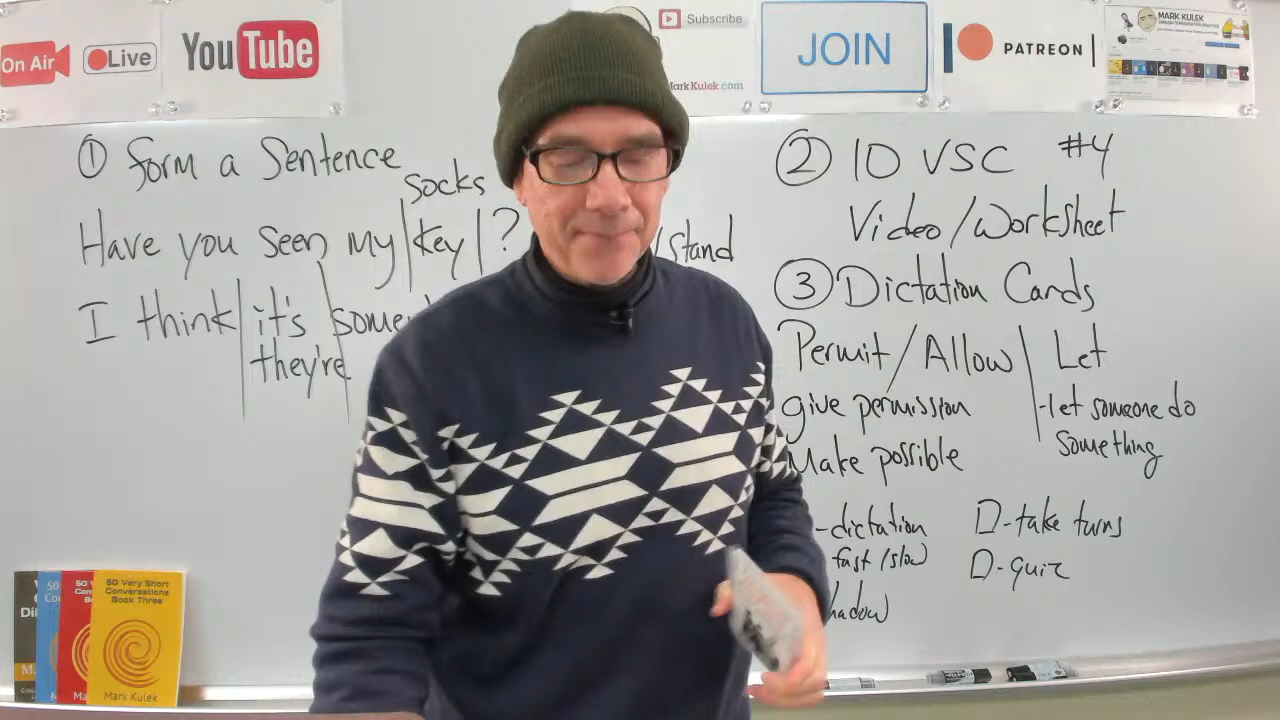 On Air
Live
YouTube
Subscribe
MarkKulek.com
JOIN
PATREON
MARK KULEK
① Form a Sentence
socks
Have you seen my key ?
/stand
I think it's
they're
② 10 VSC #4
Video/Worksheet
③ Dictation Cards
Permit/Allow Let
give permission
Make possible
-let someone do
something
-dictation
fast/slow
D-take turns
D-quiz
50 Very Short
Conversations
Book Three
Mark Kulek